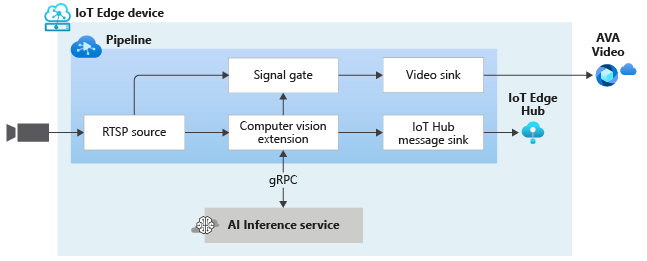 IoT Edge device
Pipeline
AVA
Video
Signal gate
Video sink
IoT Edge
Hub
RTSP source
Computer vision
extension
IoT Hub
message sink
gRPC
AI Inference service